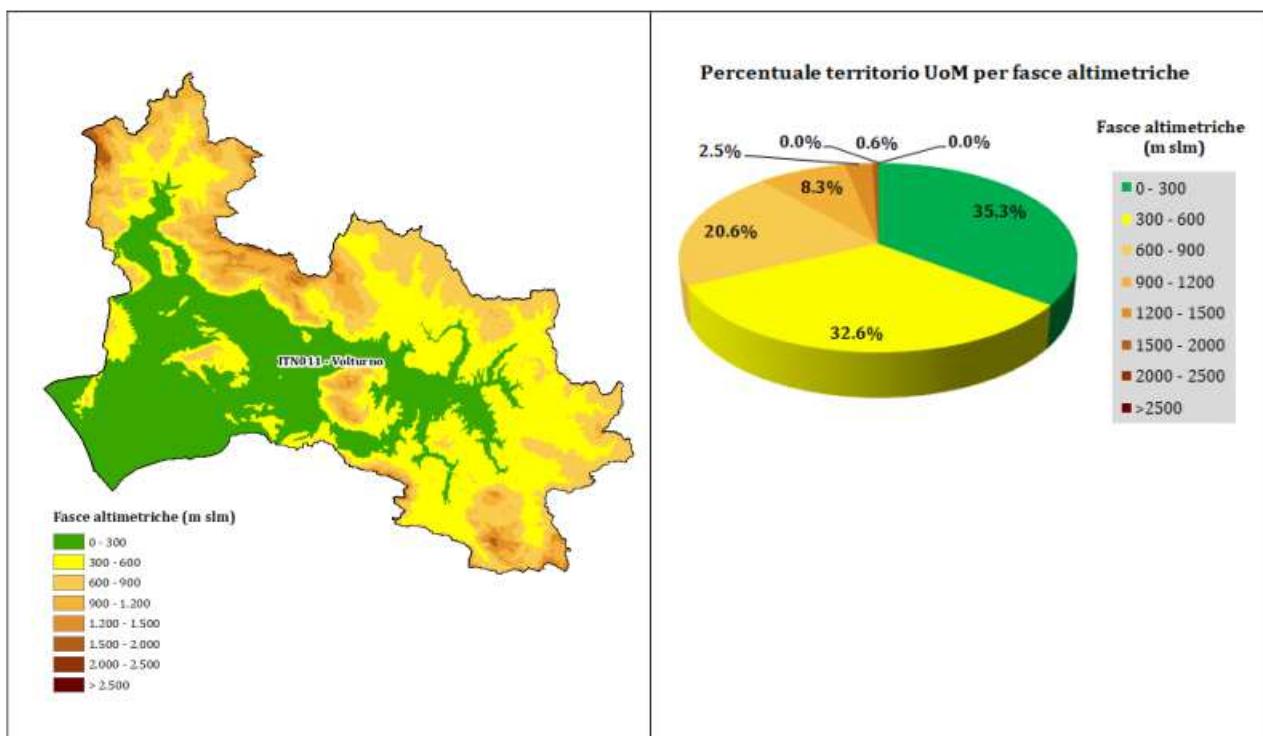 ITN011 - Volturno
Fasce altimetriche (m slm)
0 - 300
300 - 600
600 - 900
900 - 1.200
1.200 - 1.500
1.500 - 2.000
2.000 - 2.500
> 2.500
Percentuale territorio UoM per fasce altimetriche
0.0%
0.6%
0.0%
2.5%
8.3%
35.3%
20.6%
32.6%
Fasce altimetriche
(m slm)
0 - 300
300 - 600
600 - 900
900 - 1200
1200 - 1500
1500 - 2000
2000 - 2500
>2500